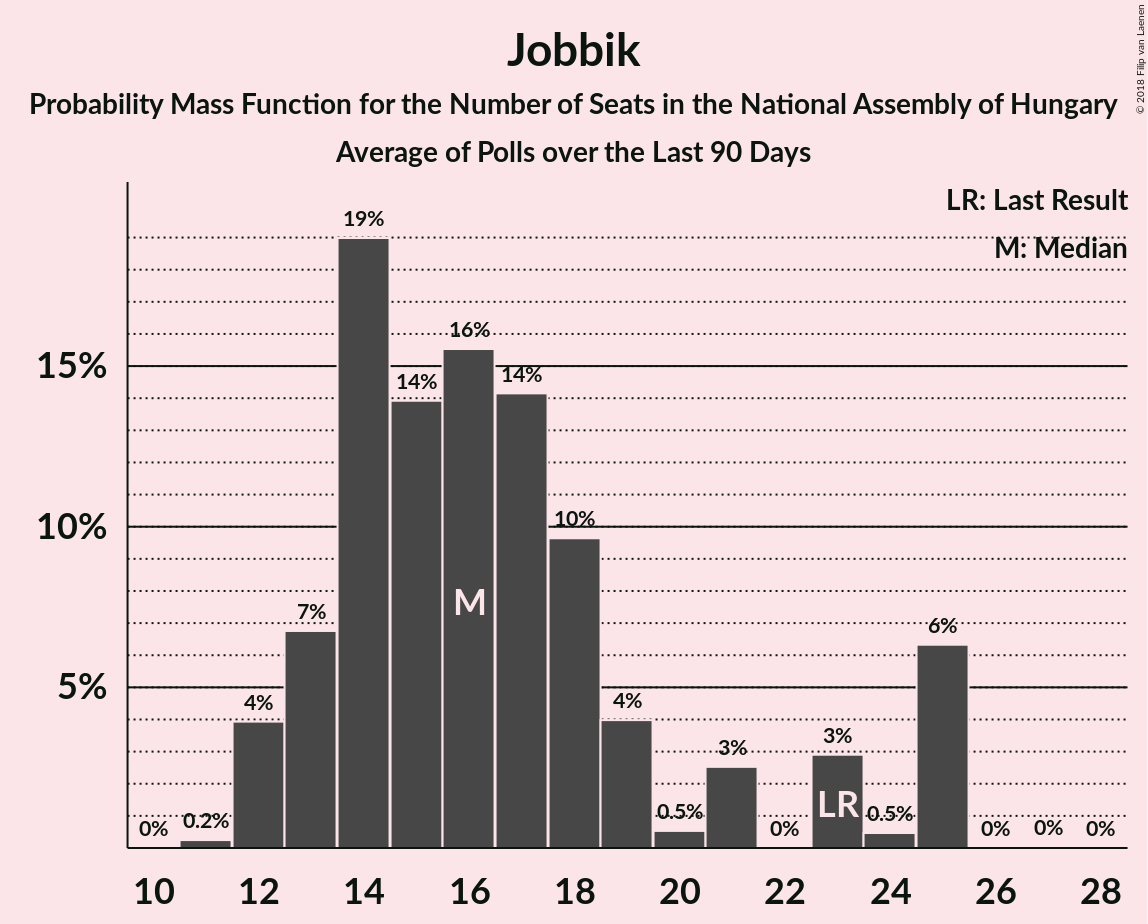 Jobbik
Probability Mass Function for the Number of Seats in the National Assembly of Hungary
Average of Polls over the Last 90 Days
© 2018 Filip van Laenen
LR: Last Result
M: Median
15%
10%
5%
0%
0.2%
4%
7%
19%
14%
16%
14%
10%
4%
0.5%
3%
0%
3%
0.5%
6%
0%
0%
0%
M
LR
10 12 14 16 18 20 22 24 26 28